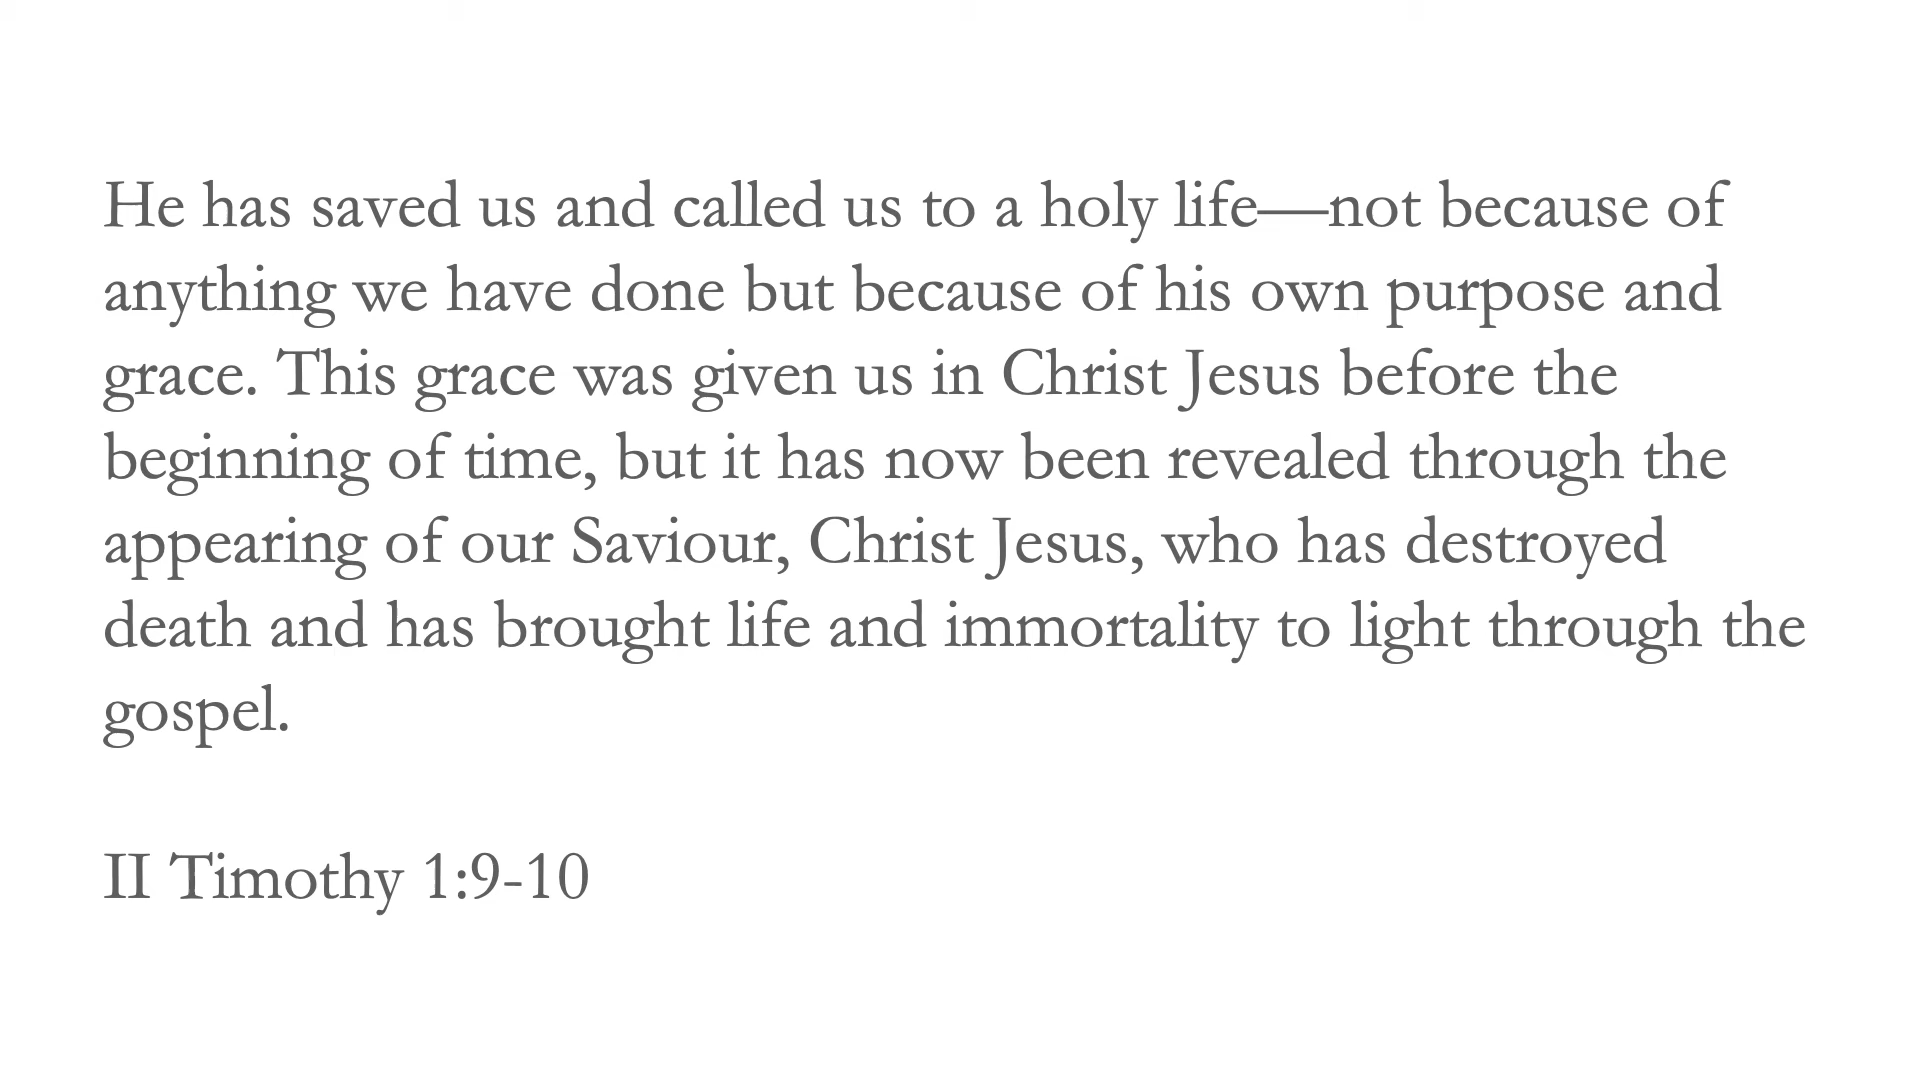 He has saved us and called us to a holy life—not because of
anything we have done but because of his own purpose and
grace. This grace was given us in Christ Jesus before the
beginning of time, but it has now been revealed through the
appearing of our Saviour, Christ Jesus, who has destroyed
death and has brought life and immortality to light through the
gospel.
II Timothy 1:9-10